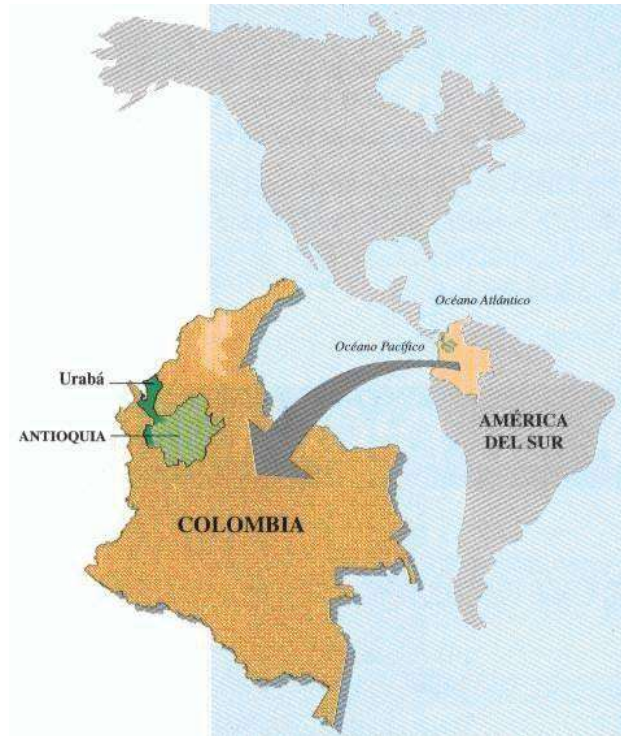 Océano Atlántico
Océano Pacífico
Urabá
AMÉRICA
DEL SUR
ANTIOQUIA
COLOMBIA